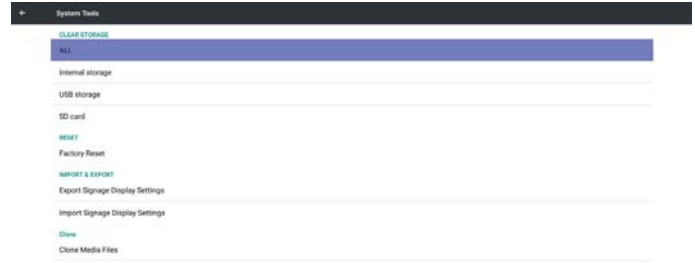 System Tools
CLEAR STORAGE
ALL
Internal storage
USB storage
SD card
RESET
Factory Reset
IMPORT & EXPORT
Export Signage Display Settings
Import Signage Display Settings
Clone
Clone Media Files